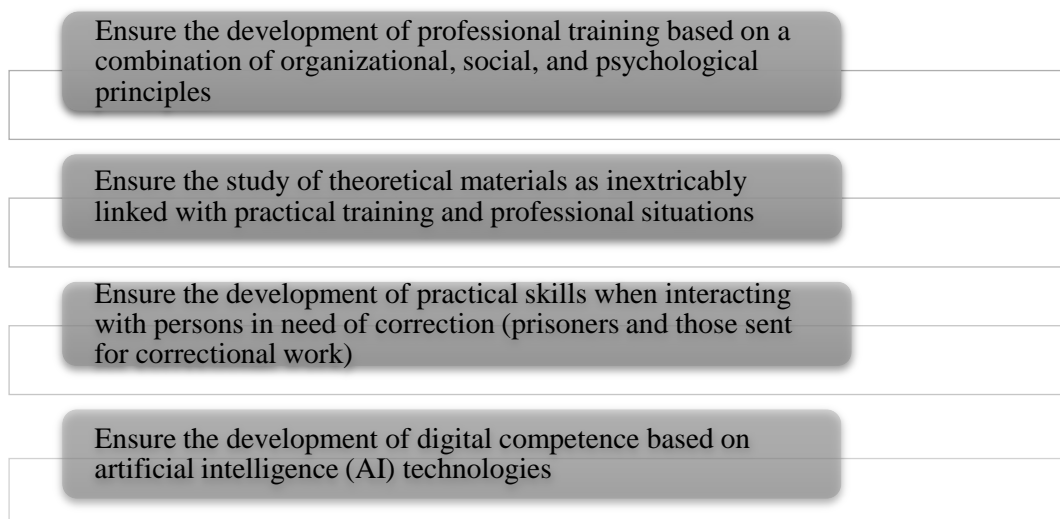 Ensure the development of professional training based on a
combination of organizational, social, and psychological
principles
Ensure the study of theoretical materials as inextricably
linked with practical training and professional situations
Ensure the development of practical skills when interacting
with persons in need of correction (prisoners and those sent
for correctional work)
Ensure the development of digital competence based on
artificial intelligence (AI) technologies